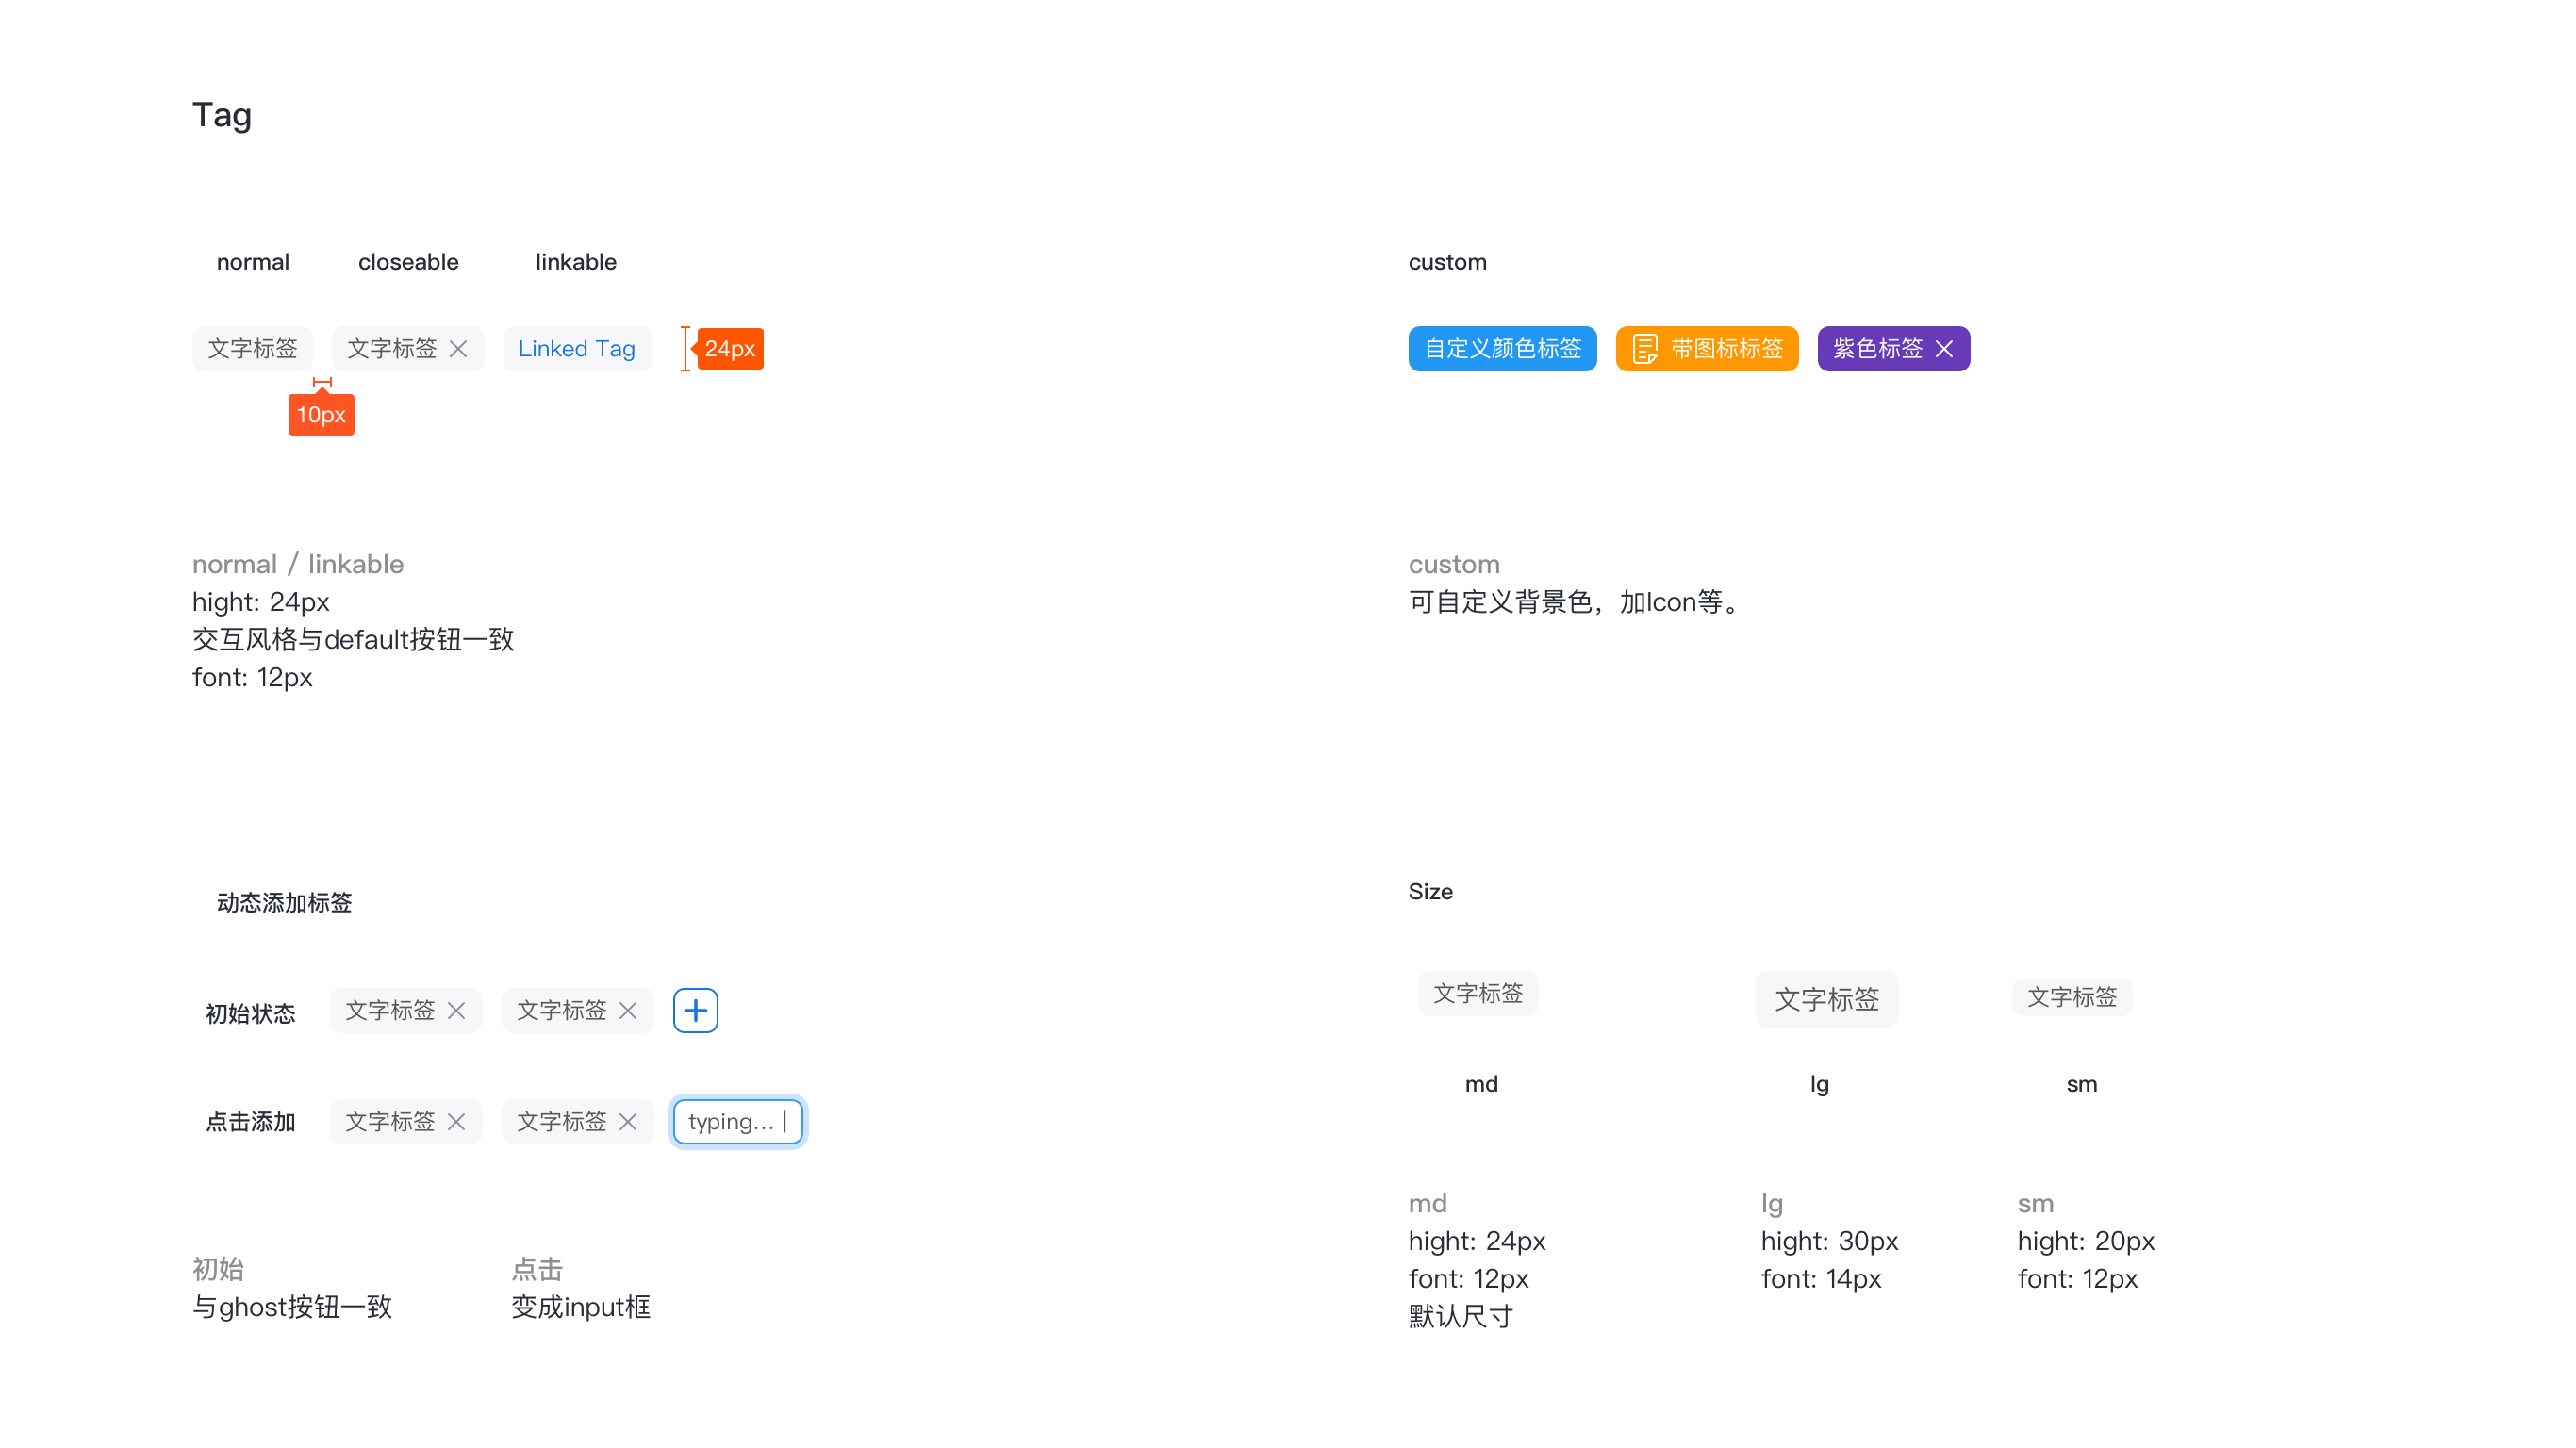 Tag
normal closeable linkable
文字标签 文字标签 Linked Tag 24px
10px
normal / linkable
hight: 24px
交互风格与default按钮一致
font: 12px
custom
自定义颜色标签 带图标标签 紫色标签
custom
可自定义背景色，加Icon等。
动态添加标签
初始状态 文字标签 文字标签
点击添加 文字标签 文字标签 typing...
初始
与ghost按钮一致
点击
变成input框
Size
文字标签 文字标签 文字标签
md lg sm
md
hight: 24px
font: 12px
默认尺寸
lg
hight: 30px
font: 14px
sm
hight: 20px
font: 12px